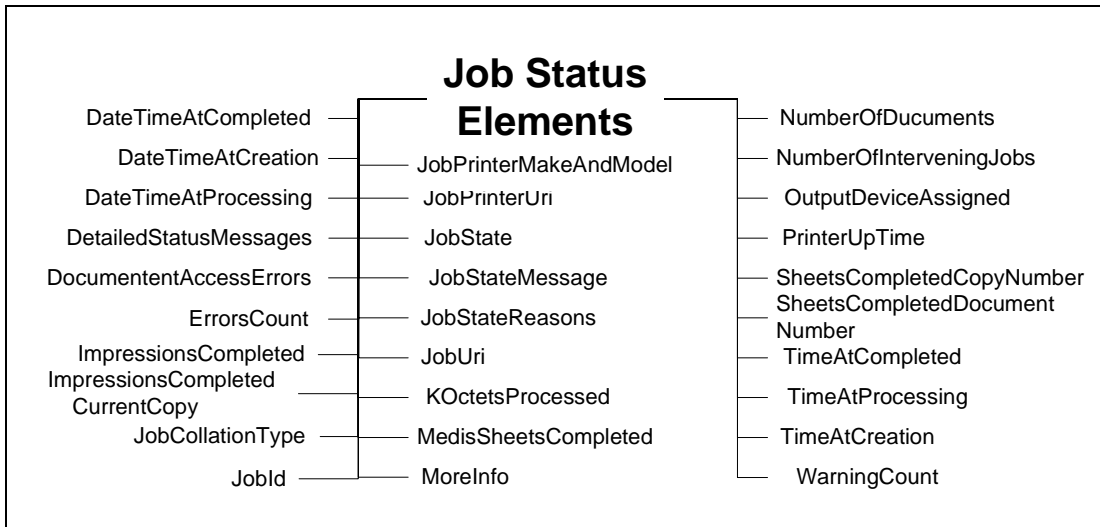 Job Status
Elements
DateTimeAtCompleted
DateTimeAtCreation
DateTimeAtProcessing
DetailedStatusMessages
DocumententAccessErrors
ErrorsCount
ImpressionsCompleted
ImpressionsCompleted
CurrentCopy
JobCollationType
JobId
JobPrinterMakeAndModel
JobPrinterUri
JobState
JobStateMessage
JobStateReasons
JobUri
KOctetsProcessed
MedisSheetsCompleted
MoreInfo
NumberOfDucuments
NumberOfInterveningJobs
OutputDeviceAssigned
PrinterUpTime
SheetsCompletedCopyNumber
SheetsCompletedDocument
Number
TimeAtCompleted
TimeAtProcessing
TimeAtCreation
WarningCount